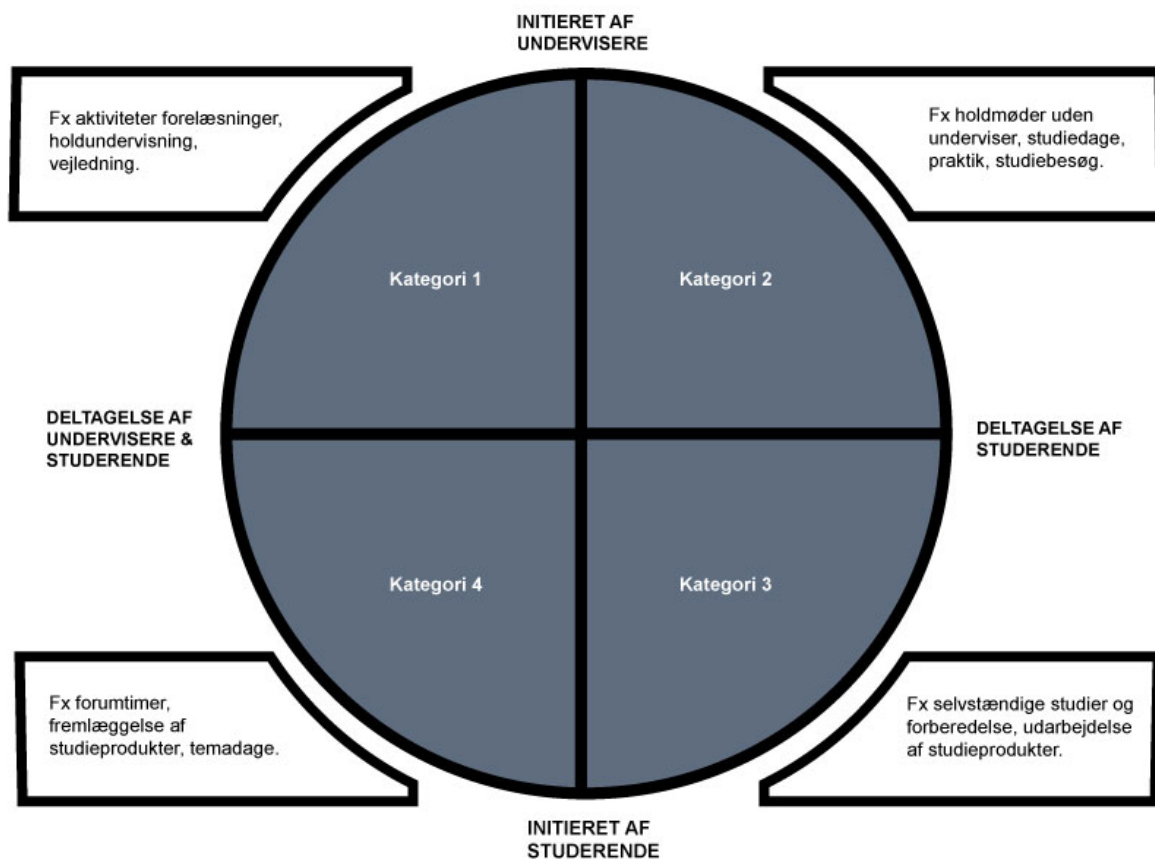 INITIERET AF
UNDERVISERE
Fx aktiviteter forelæsninger,
holdundervisning,
vejledning.
Fx holdmøder uden
underviser, studiedage,
praktik, studiebesøg.
Kategori 1
Kategori 2
DELTAGELSE AF
UNDERVISERE &
STUDERENDE
DELTAGELSE AF
STUDERENDE
Kategori 4
Kategori 3
Fx forumtimer,
fremlæggelse af
studieprodukter, temadage.
Fx selvstændige studier og
forberedelse, udarbejdelse
af studieprodukter.
INITIERET AF
STUDERENDE